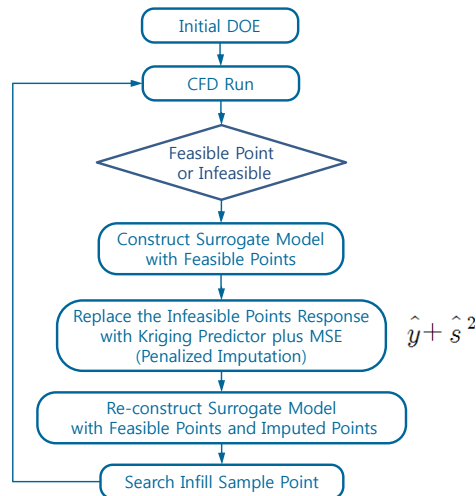 Initial DOE
CFD Run
Feasible Point
or Infeasible
Construct Surrogate Model
with Feasible Points
Replace the Infeasible Points Response
with Kriging Predictor plus MSE
(Penalized Imputation)
ŷ + ŝ²
Re-construct Surrogate Model
with Feasible Points and Imputed Points
Search Infill Sample Point